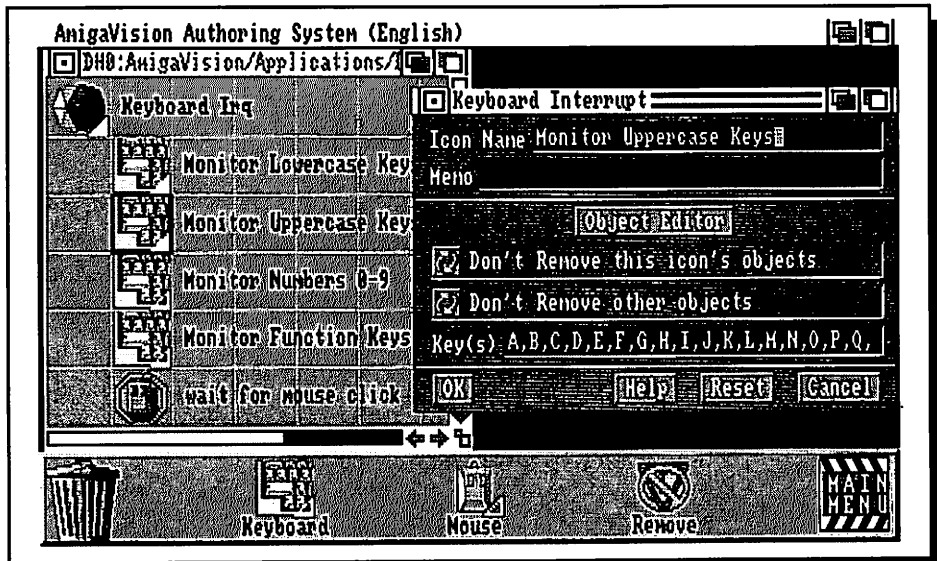 AmigaVision Authoring System (English)
DH0:AmigaVision/Applications/
Keyboard Irq
Monitor Lowercase Key
Monitor Uppercase Key
Monitor Numbers 0-9
Monitor Function Keys
wait for mouse click
Keyboard Interrupt
Icon Name Monitor Uppercase Keys
Memo
Object Editor
Don't Remove this icon's objects
Don't Remove other objects
Key(s) A,B,C,D,E,F,G,H,I,J,K,L,M,N,O,P,Q,
OK Help Reset Cancel
Keyboard Mouse Remove
MAIN
MENU